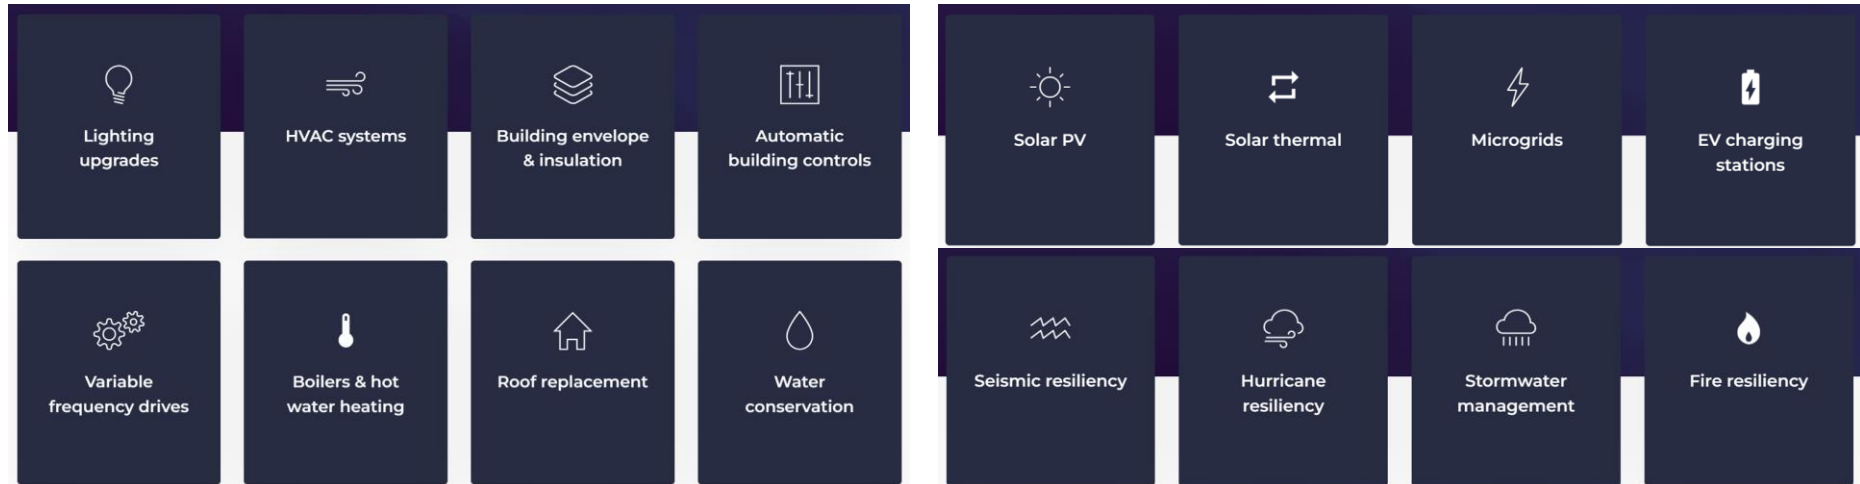 Lighting
upgrades
HVAC systems
Building envelope
& insulation
Automatic
building controls
Variable
frequency drives
Boilers & hot
water heating
Roof replacement
Water
conservation
Solar PV
Solar thermal
Microgrids
EV charging
stations
Seismic resiliency
Hurricane
resiliency
Stormwater
management
Fire resiliency